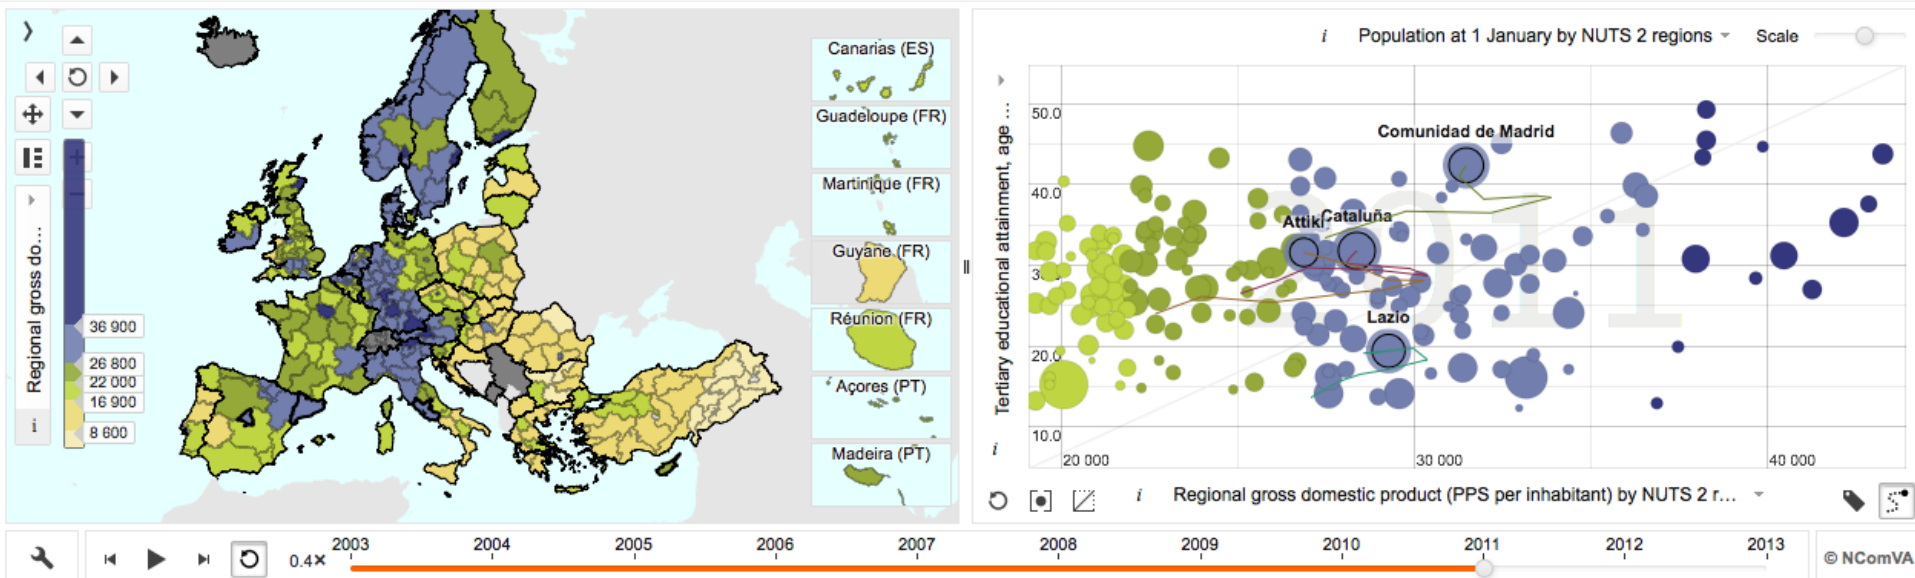 Canarias (ES)
Guadeloupe (FR)
Martinique (FR)
Guyane (FR)
Réunion (FR)
Açores (PT)
Madeira (PT)
Regional gross do...
i
36 900
26 800
22 000
16 900
8 600
i Population at 1 January by NUTS 2 regions Scale
Tertiary educational attainment, age ...
i
2011
50.0
40.0
20.0
10.0
Comunidad de Madrid
Attiki
Cataluña
Lazio
20 000 30 000 40 000
i Regional gross domestic product (PPS per inhabitant) by NUTS 2 r...
0.4×
2003 2004 2005 2006 2007 2008 2009 2010 2011 2012 2013
© NComVA